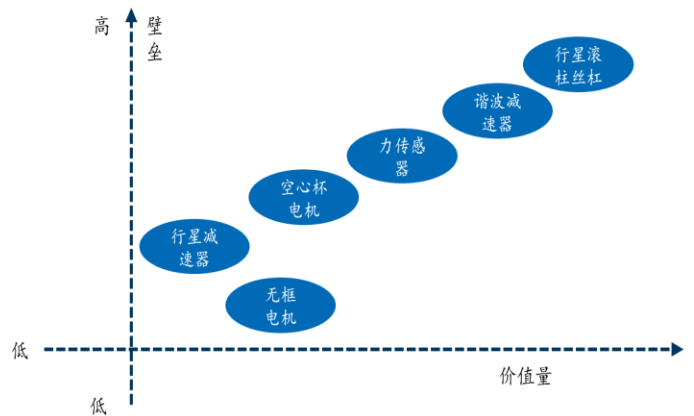 高
壁
垒
行星滚
柱丝杠
谐波减
速器
力传感
器
空心杯
电机
行星减
速器
无框
电机
低
价值量
低